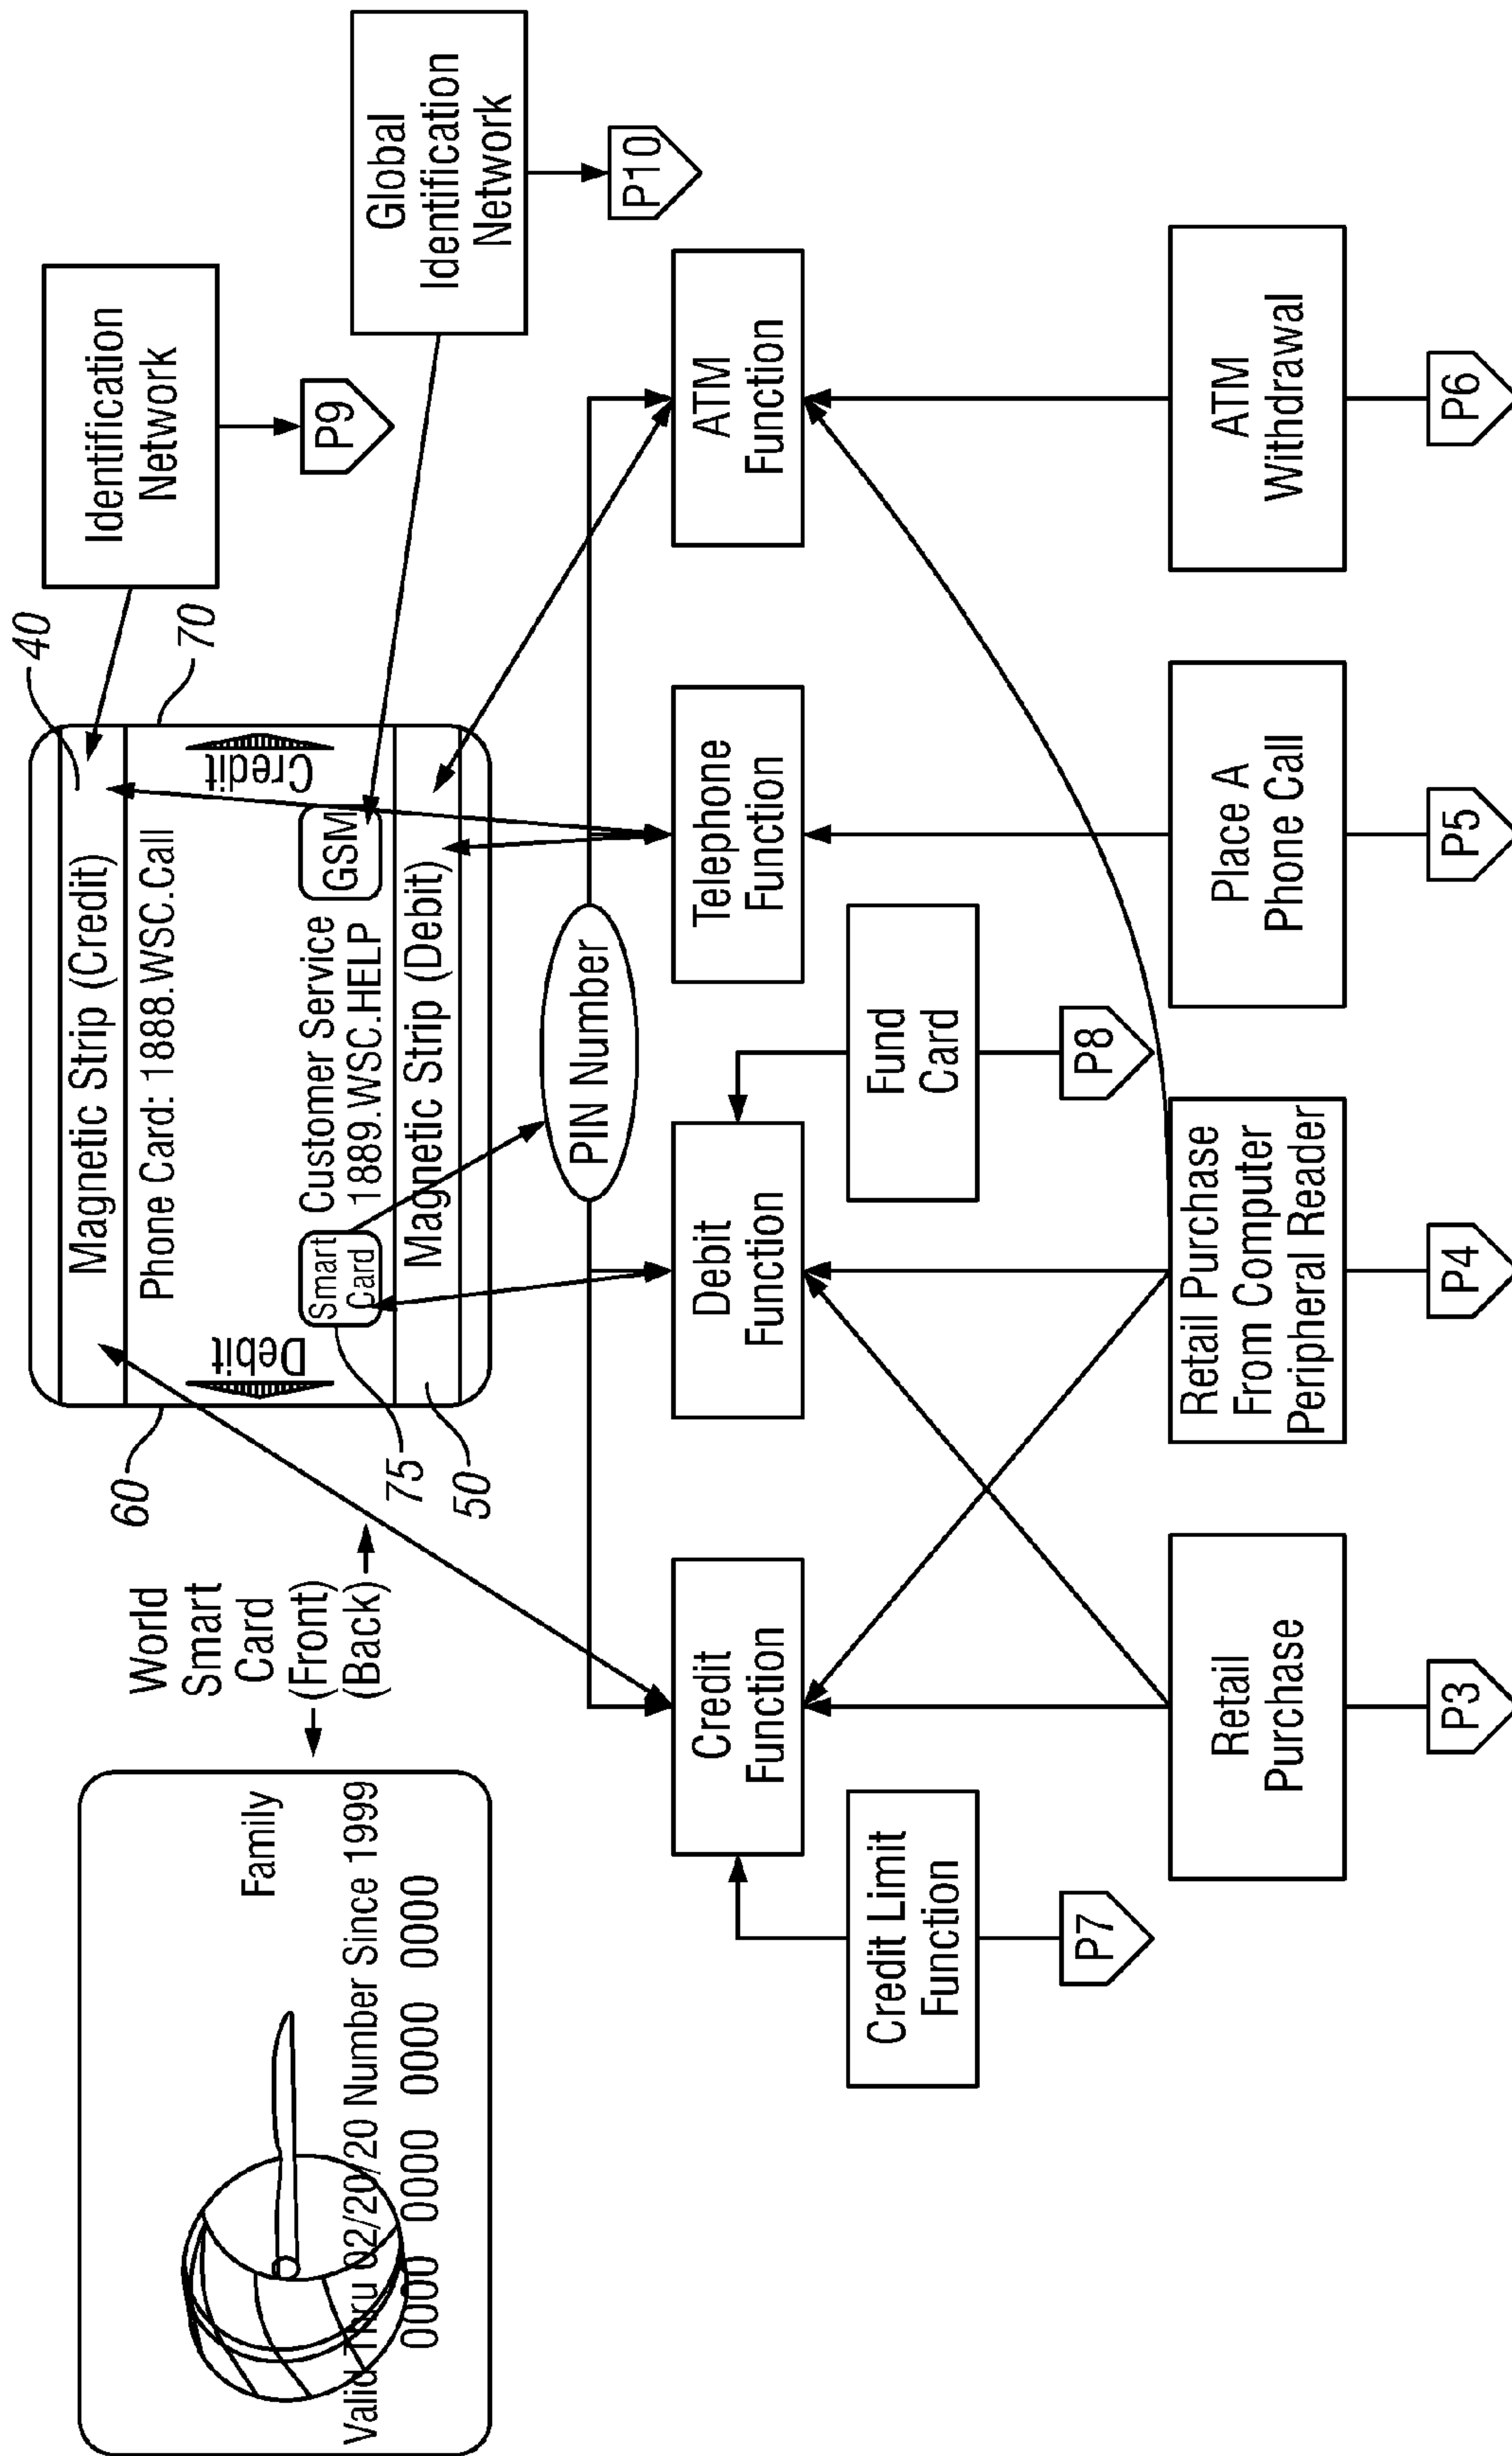 Family
Valid Thru 02/20/20 Number Since 1999
0000 0000 0000 0000
World
Smart
Card
(Front)
(Back)
60
75
50
40
70
Magnetic Strip (Credit)
Phone Card: 1888.WSC.Call
Debit
Credit
Smart
Card
Customer Service
1889.WSC.HELP
GSM
Magnetic Strip (Debit)
Identification
Network
P9
Global
Identification
Network
P10
PIN Number
Credit
Function
Debit
Function
Telephone
Function
ATM
Function
Credit Limit
Function
P7
Fund
Card
P8
Retail
Purchase
P3
Retail Purchase
From Computer
Peripheral Reader
P4
Place A
Phone Call
P5
ATM
Withdrawal
P6